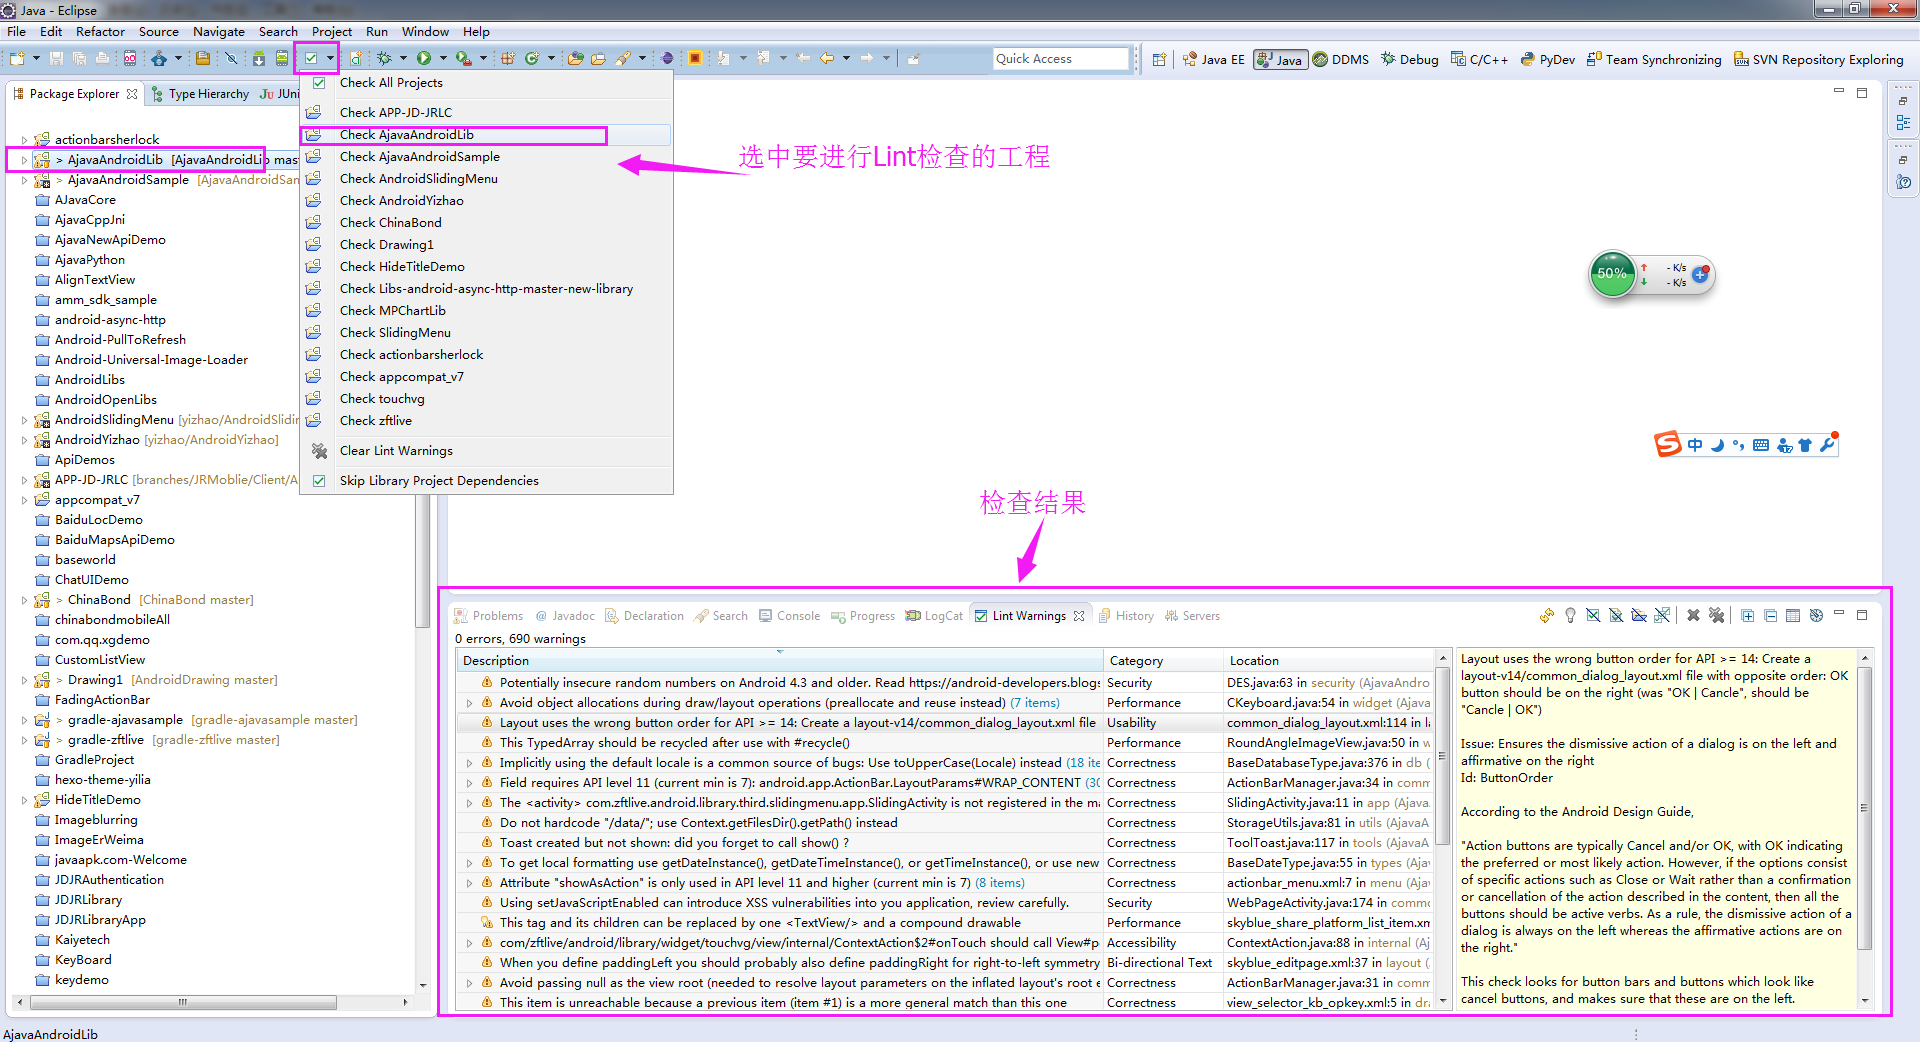 Java - Eclipse
File Edit Refactor Source Navigate Search Project Run Window Help
Quick Access
Java EE Java DDMS Debug C/C++ PyDev Team Synchronizing SVN Repository Exploring
Package Explorer Type Hierarchy JUni
actionbarsherlock
> AjavaAndroidLib [AjavaAndroidLib mast
> AjavaAndroidSample [AjavaAndroidSam
AJavaCore
AjavaCppJni
AjavaNewApiDemo
AjavaPython
AlignTextView
amm_sdk_sample
android-async-http
Android-PullToRefresh
Android-Universal-Image-Loader
AndroidLibs
AndroidOpenLibs
AndroidSlidingMenu [yizhao/AndroidSlidin
AndroidYizhao [yizhao/AndroidYizhao]
ApiDemos
APP-JD-JRLC [branches/JRMoblie/Client/A
appcompat_v7
BaiduLocDemo
BaiduMapsApiDemo
baseworld
ChatUIDemo
> ChinaBond [ChinaBond master]
chinabondmobileAll
com.qq.xgdemo
CustomListView
> Drawing1 [AndroidDrawing master]
FadingActionBar
> gradle-ajavasample [gradle-ajavasample master]
> gradle-zftlive [gradle-zftlive master]
GradleProject
hexo-theme-yilia
HideTitleDemo
Imageblurring
ImageErWeima
javaapk.com-Welcome
JDJRAuthentication
JDJRLibrary
JDJRLibraryApp
Kaiyetech
KeyBoard
keydemo
Check All Projects
Check APP-JD-JRLC
Check AjavaAndroidLib
Check AjavaAndroidSample
Check AndroidSlidingMenu
Check AndroidYizhao
Check ChinaBond
Check Drawing1
Check HideTitleDemo
Check Libs-android-async-http-master-new-library
Check MPChartLib
Check SlidingMenu
Check actionbarsherlock
Check appcompat_v7
Check touchvg
Check zftlive
Clear Lint Warnings
Skip Library Project Dependencies
选中要进行Lint检查的工程
50%
- K/s
- K/s
中
17
检查结果
Problems @ Javadoc Declaration Search Console Progress LogCat Lint Warnings History Servers
0 errors, 690 warnings
Description Category Location
Potentially insecure random numbers on Android 4.3 and older. Read https://android-developers.blogs Security DES.java:63 in security (AjavaAndro
Avoid object allocations during draw/layout operations (preallocate and reuse instead) (7 items) Performance CKeyboard.java:54 in widget (Ajava
Layout uses the wrong button order for API >= 14: Create a layout-v14/common_dialog_layout.xml file Usability common_dialog_layout.xml:114 in l
This TypedArray should be recycled after use with #recycle() Performance RoundAngleImageView.java:50 in w
Implicitly using the default locale is a common source of bugs: Use toUpperCase(Locale) instead (18 ite Correctness BaseDatabaseType.java:376 in db (
Field requires API level 11 (current min is 7): android.app.ActionBar.LayoutParams#WRAP_CONTENT (30 Correctness ActionBarManager.java:34 in comm
The <activity> com.zftlive.android.library.third.slidingmenu.app.SlidingActivity is not registered in the ma Correctness SlidingActivity.java:11 in app (Ajava
Do not hardcode "/data/"; use Context.getFilesDir().getPath() instead Correctness StorageUtils.java:81 in utils (AjavaA
Toast created but not shown: did you forget to call show() ? Correctness ToolToast.java:117 in tools (AjavaA
To get local formatting use getDateInstance(), getDateTimeInstance(), or getTimeInstance(), or use new Correctness BaseDateType.java:55 in types (Ajav
Attribute "showAsAction" is only used in API level 11 and higher (current min is 7) (8 items) Correctness actionbar_menu.xml:7 in menu (Aja
Using setJavaScriptEnabled can introduce XSS vulnerabilities into you application, review carefully. Security WebPageActivity.java:174 in commo
This tag and its children can be replaced by one <TextView/> and a compound drawable Performance skyblue_share_platform_list_item.xm
com/zftlive/android/library/widget/touchvg/view/internal/ContextAction$2#onTouch should call View#p Accessibility ContextAction.java:88 in internal (Aj
When you define paddingLeft you should probably also define paddingRight for right-to-left symmetry Bi-directional Text skyblue_editpage.xml:37 in layout (
Avoid passing null as the view root (needed to resolve layout parameters on the inflated layout's root e Correctness ActionBarManager.java:31 in comm
This item is unreachable because a previous item (item #1) is a more general match than this one Correctness view_selector_kb_opkey.xml:5 in dra
Layout uses the wrong button order for API >= 14: Create a
layout-v14/common_dialog_layout.xml file with opposite order: OK
button should be on the right (was "OK | Cancle", should be
"Cancle | OK")
Issue: Ensures the dismissive action of a dialog is on the left and
affirmative on the right
Id: ButtonOrder
According to the Android Design Guide,
"Action buttons are typically Cancel and/or OK, with OK indicating
the preferred or most likely action. However, if the options consist
of specific actions such as Close or Wait rather than a confirmation
or cancellation of the action described in the content, then all the
buttons should be active verbs. As a rule, the dismissive action of a
dialog is always on the left whereas the affirmative actions are on
the right."
This check looks for button bars and buttons which look like
cancel buttons, and makes sure that these are on the left.
AjavaAndroidLib